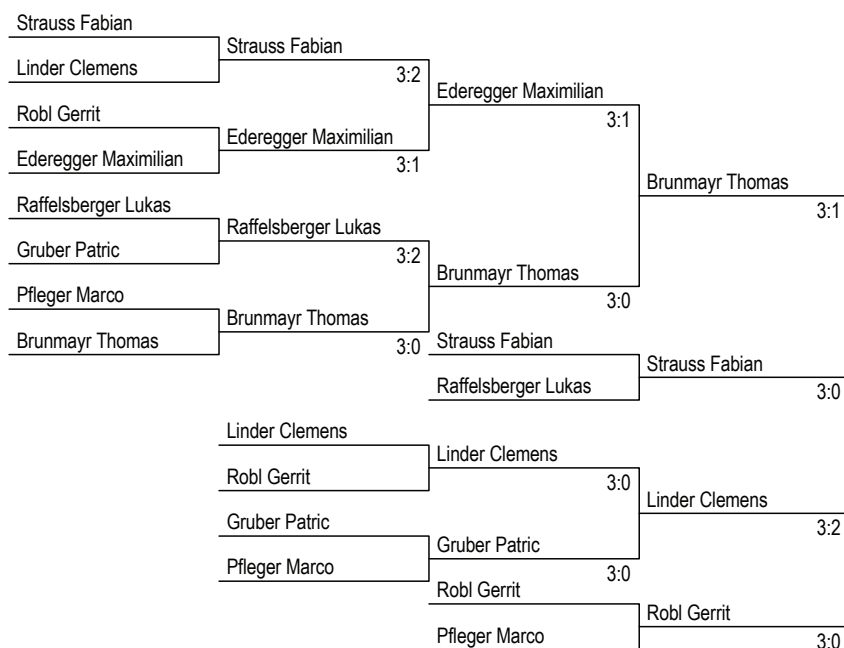 Strauss Fabian
Linder Clemens
Strauss Fabian
3:2
Robl Gerrit
Ederegger Maximilian
Ederegger Maximilian
3:1
Ederegger Maximilian
3:1
Raffelsberger Lukas
Gruber Patric
Raffelsberger Lukas
3:2
Pfleger Marco
Brunmayr Thomas
Brunmayr Thomas
3:0
Brunmayr Thomas
3:0
Brunmayr Thomas
3:1
Strauss Fabian
Raffelsberger Lukas
Strauss Fabian
3:0
Linder Clemens
Robl Gerrit
Linder Clemens
3:0
Gruber Patric
Pfleger Marco
Gruber Patric
3:0
Linder Clemens
3:2
Robl Gerrit
Pfleger Marco
Robl Gerrit
3:0